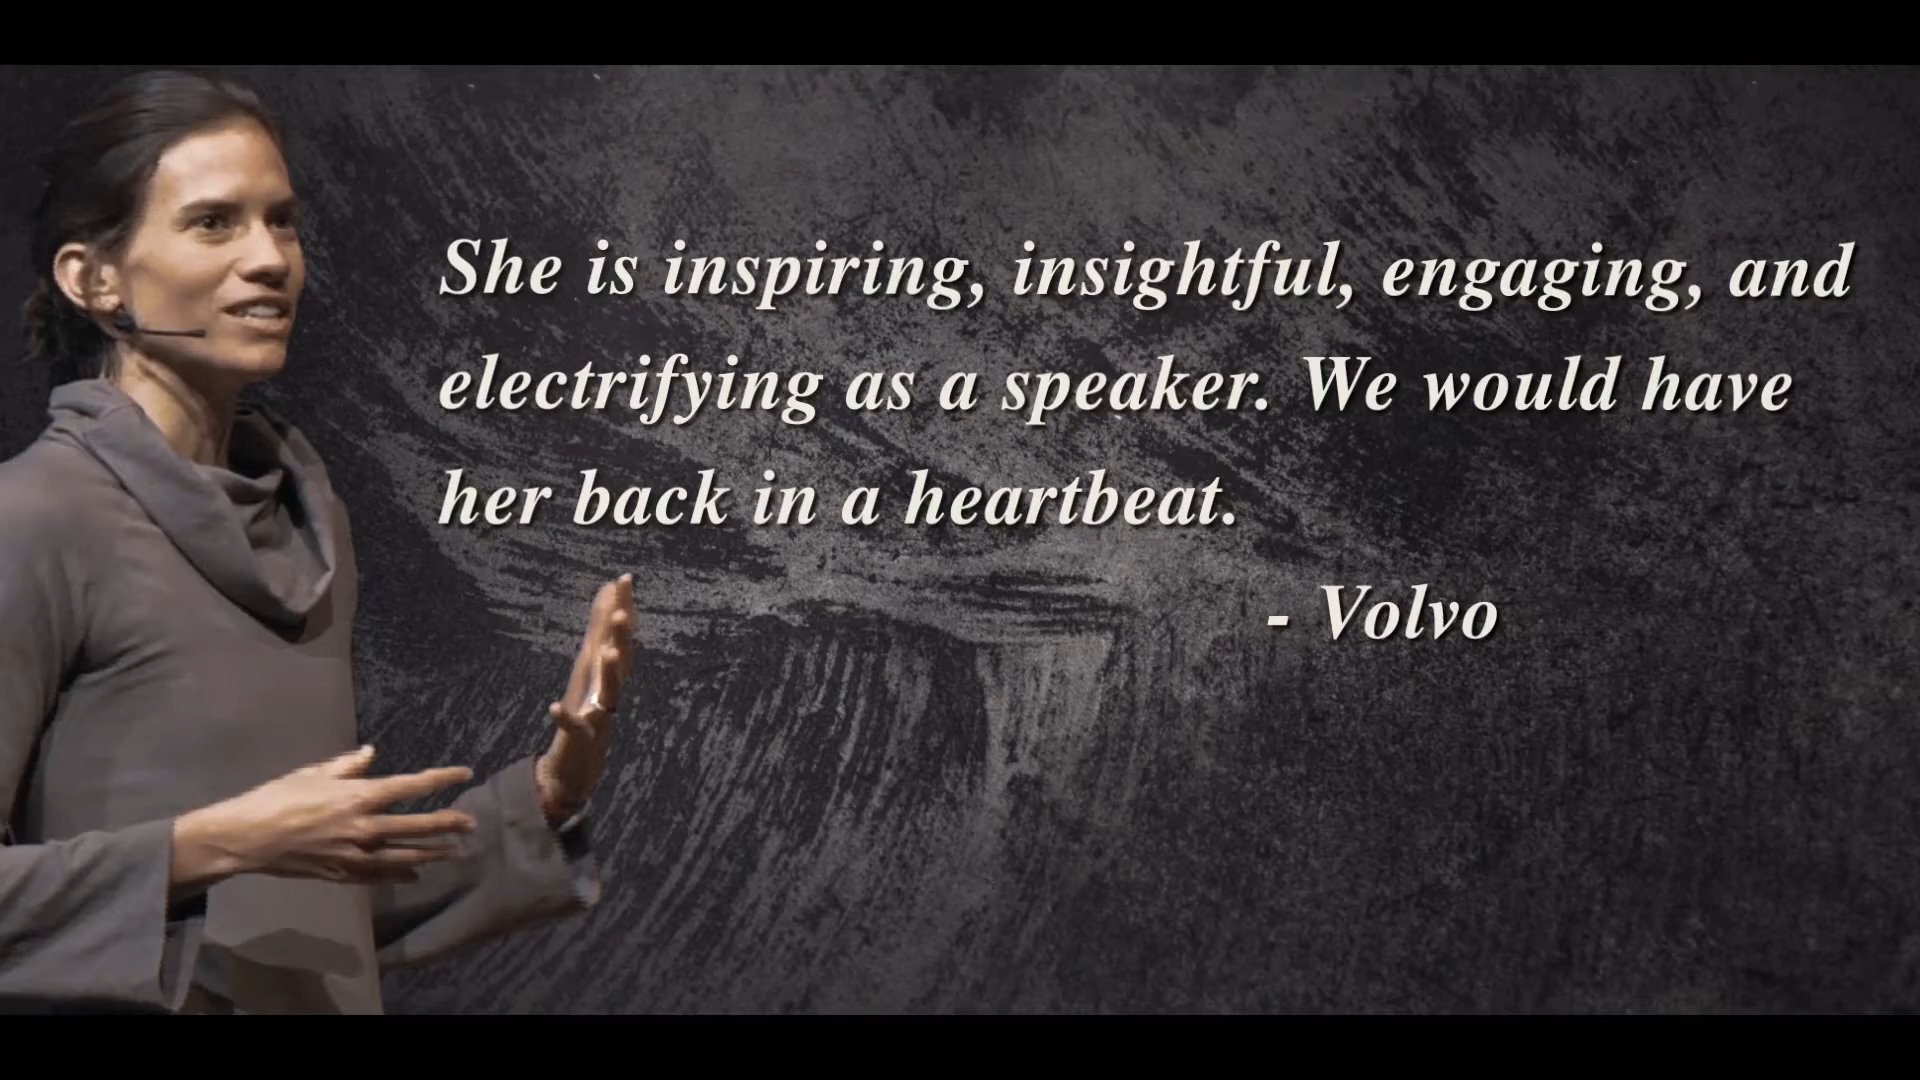 She is inspiring, insightful, engaging, and
electrifying as a speaker. We would have
her back in a heartbeat.
- Volvo